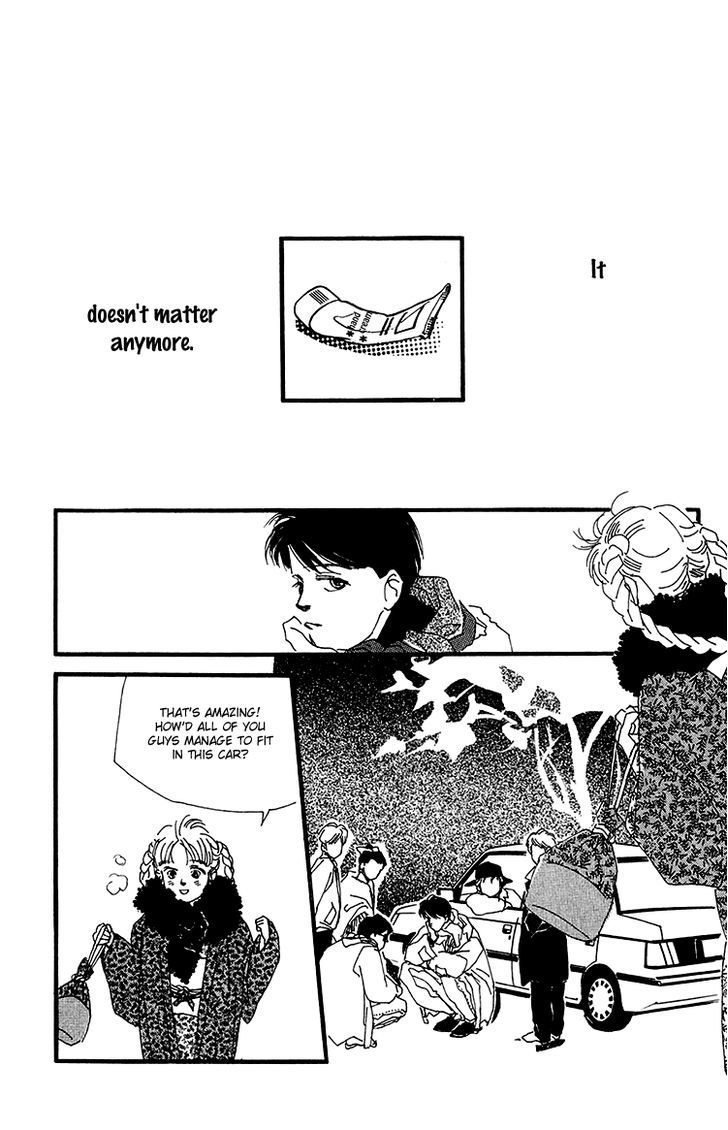 It
doesn't matter
anymore.
*hand
cream*
THAT'S AMAZING!
HOW'D ALL OF YOU
GUYS MANAGE TO FIT
IN THIS CAR?